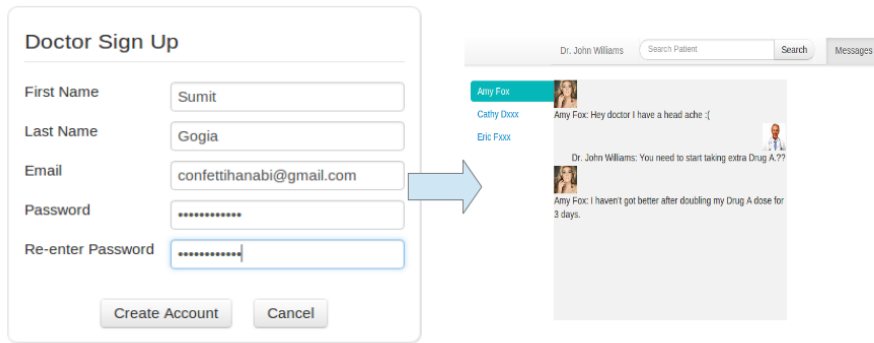 Doctor Sign Up
First Name
Sumit
Last Name
Gogia
Email
confettihanabi@gmail.com
Password
••••••••••••
Re-enter Password
••••••••••••
Create Account
Cancel
Dr. John Williams
Search Patient
Search
Messages
Amy Fox
Cathy Dxxx
Eric Fxxx
Amy Fox: Hey doctor I have a head ache :(
Dr. John Williams: You need to start taking extra Drug A.??
Amy Fox: I haven't got better after doubling my Drug A dose for
3 days.